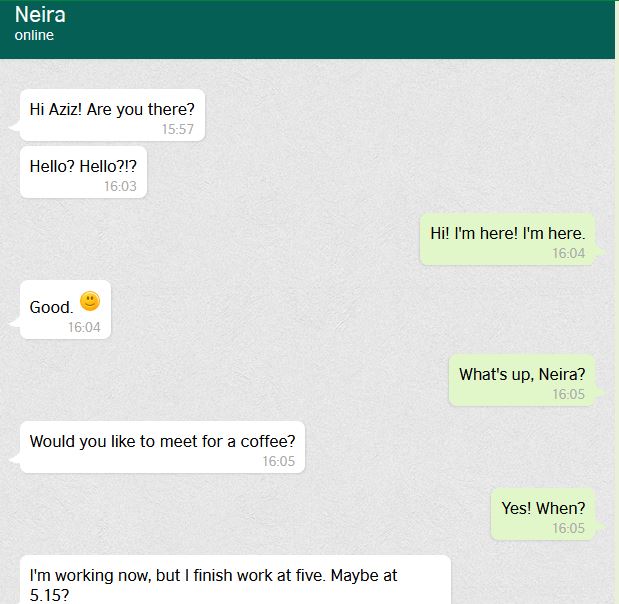 Neira
online
Hi Aziz! Are you there?
15:57
Hello? Hello?!?
16:03
Hi! I'm here! I'm here.
16:04
Good. 🙂
16:04
What's up, Neira?
16:05
Would you like to meet for a coffee?
16:05
Yes! When?
16:05
I'm working now, but I finish work at five. Maybe at
5.15?